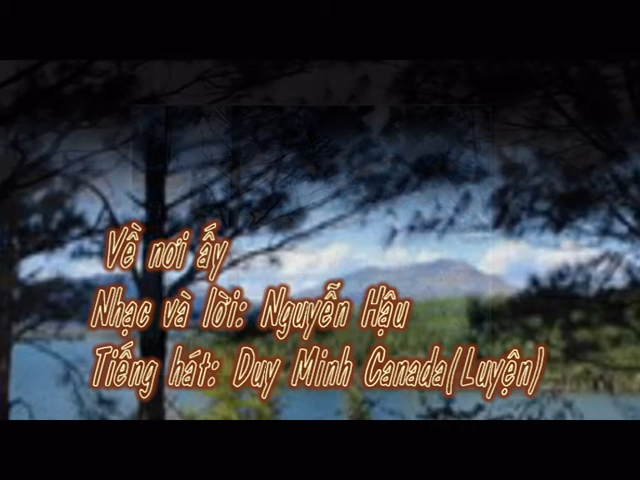 Về nơi ấy
Nhạc và lời: Nguyễn Hậu
Tiếng hát: Duy Minh Canada(Luyện)